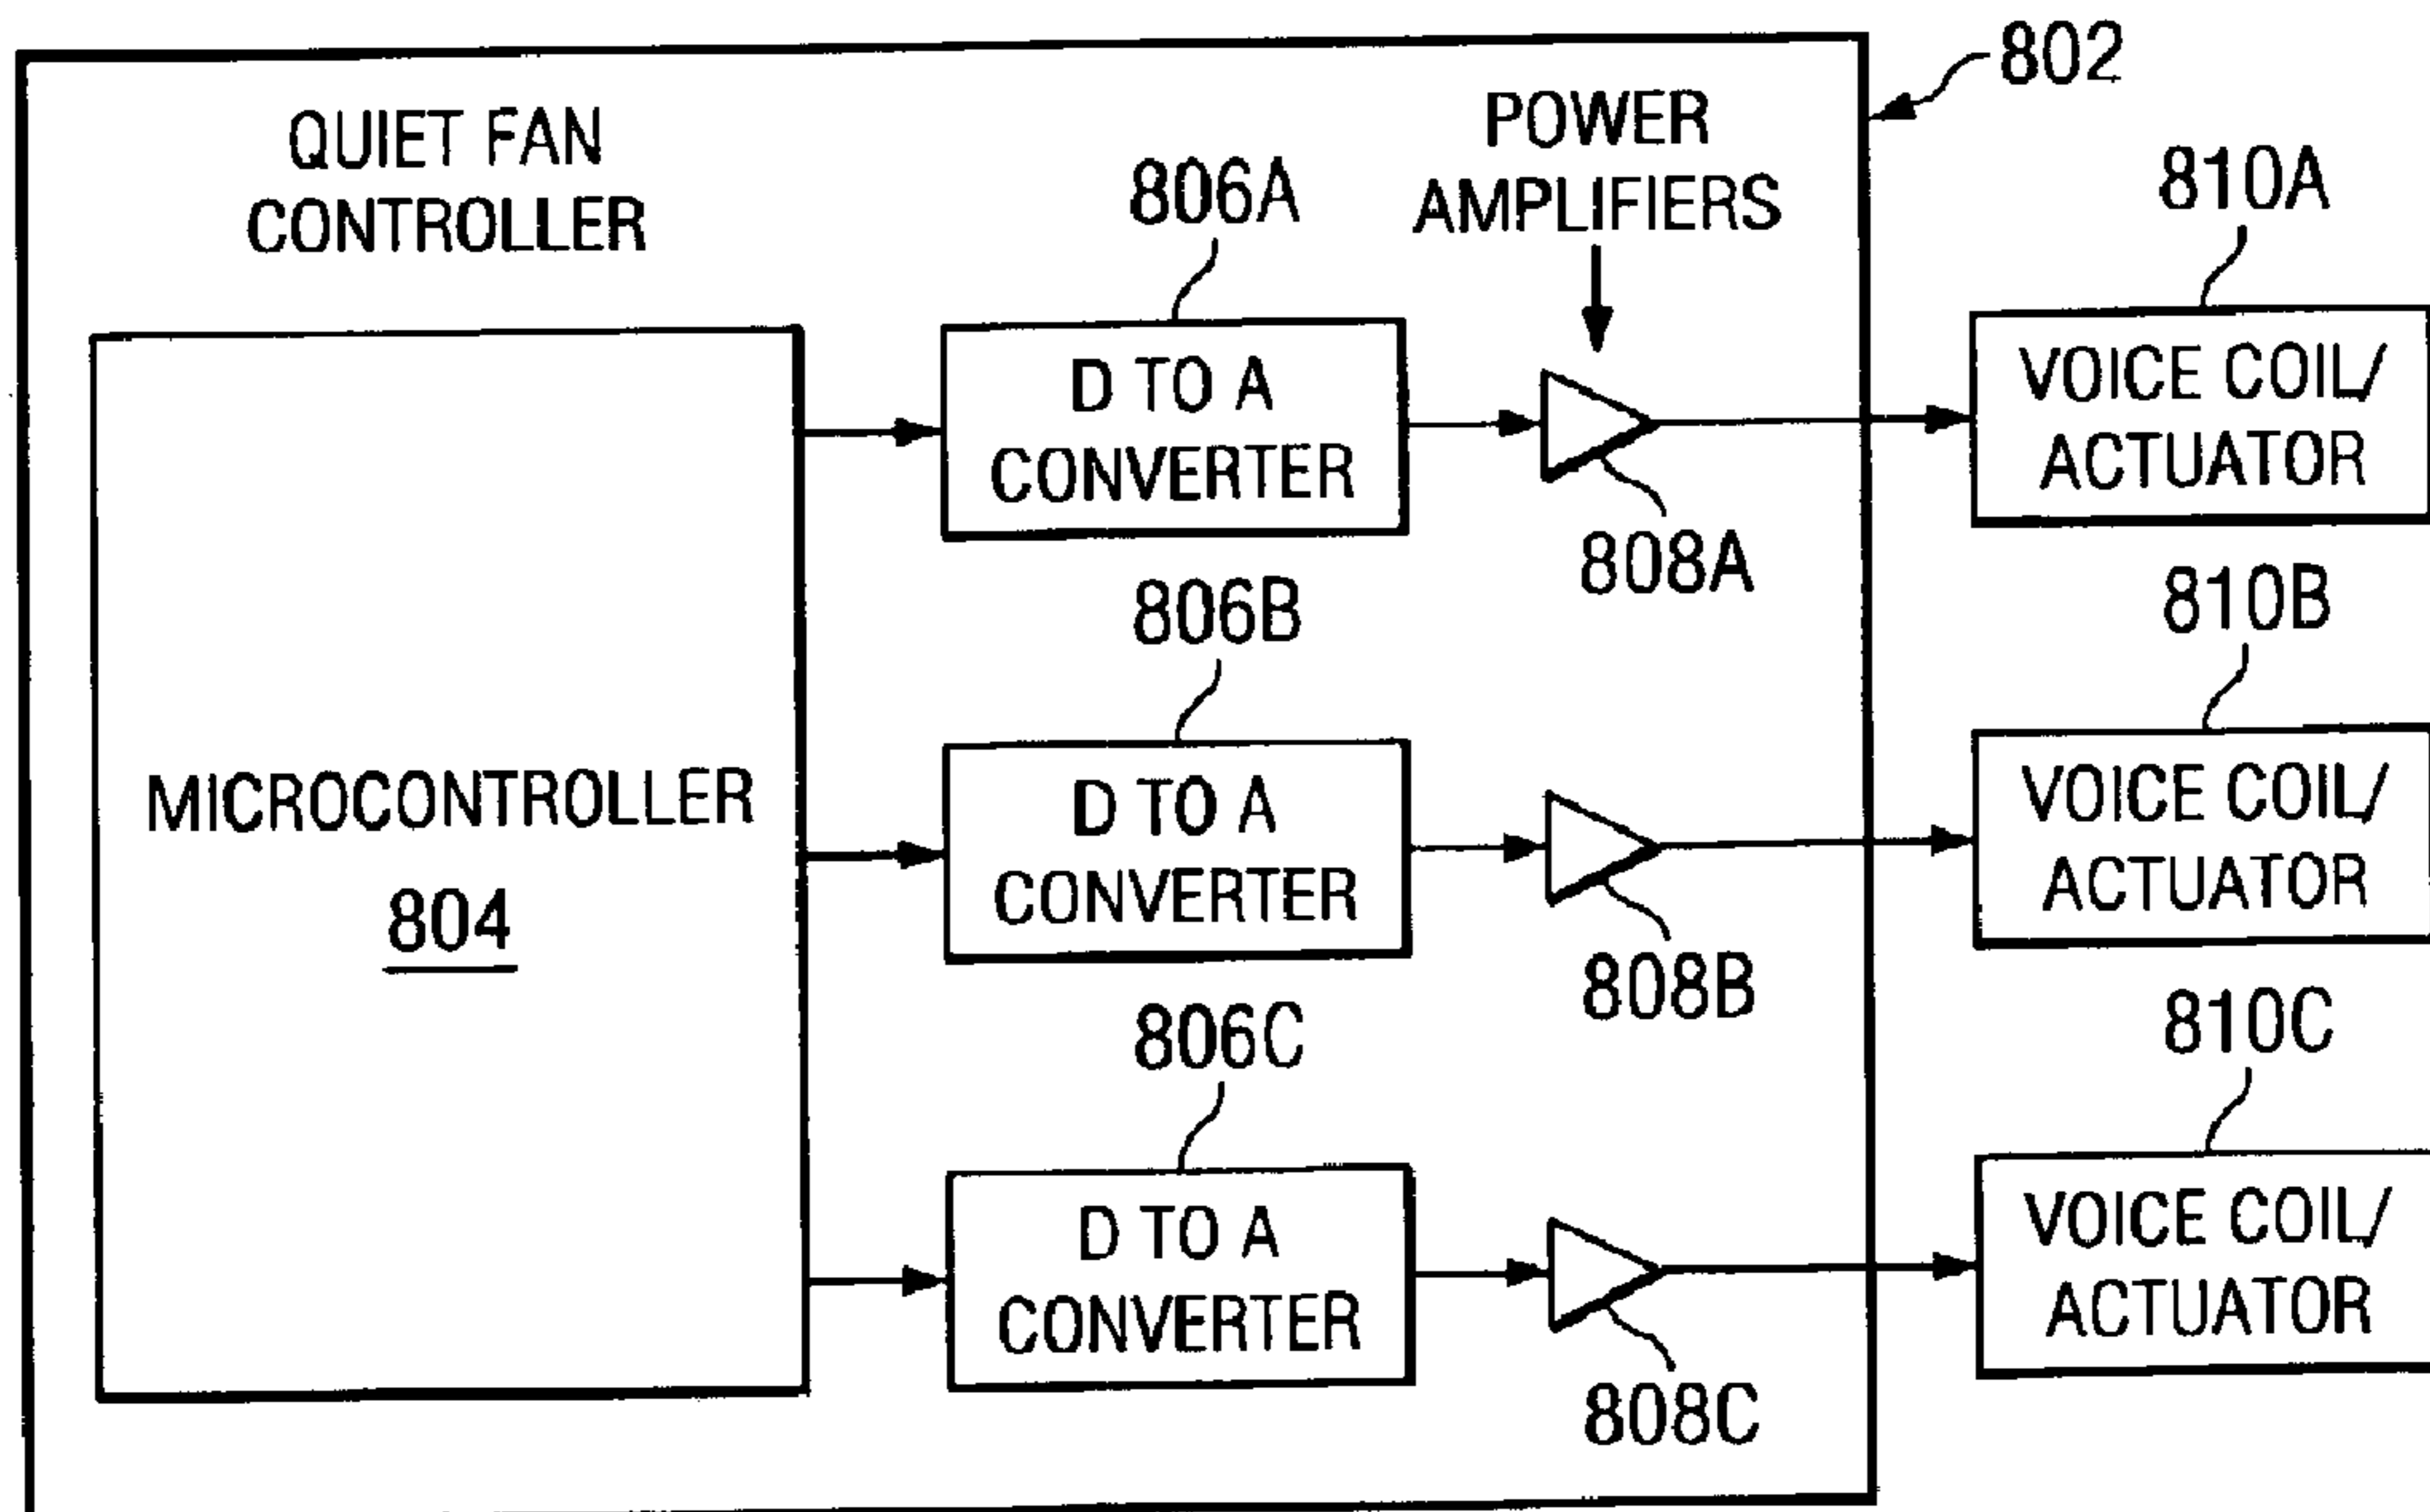 802
QUIET FAN
CONTROLLER
POWER
AMPLIFIERS
806A
810A
D TO A
CONVERTER
VOICE COIL/
ACTUATOR
808A
806B
810B
MICROCONTROLLER
804
D TO A
CONVERTER
VOICE COIL/
ACTUATOR
808B
806C
810C
D TO A
CONVERTER
VOICE COIL/
ACTUATOR
808C